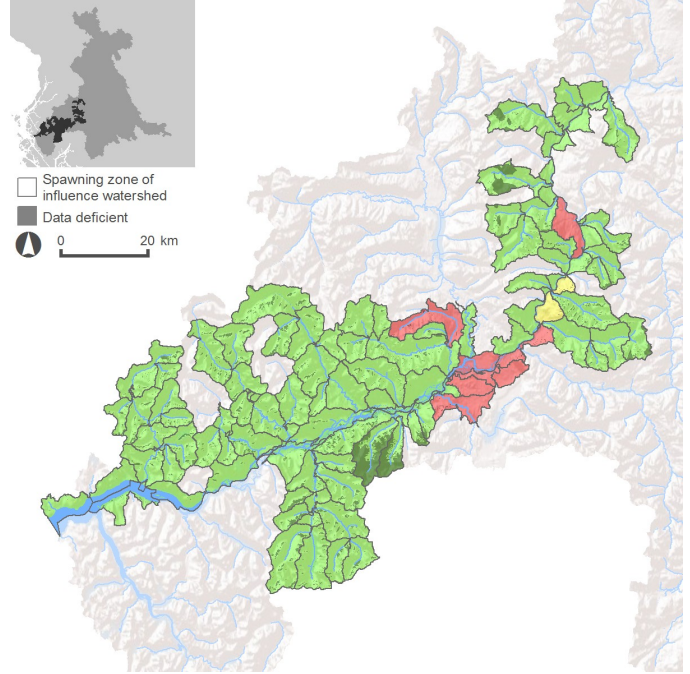 Spawning zone of
influence watershed
Data deficient
0 20 km